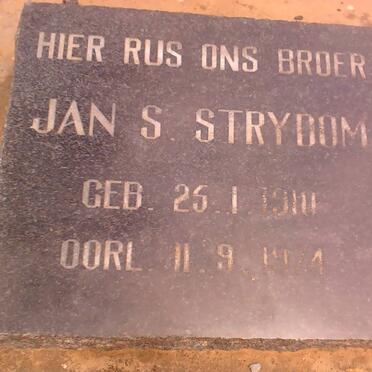 HIER RUS ONS BROER
JAN S. STRYDOM
GEB. 25.1.1910
OORL. 11.9.1974